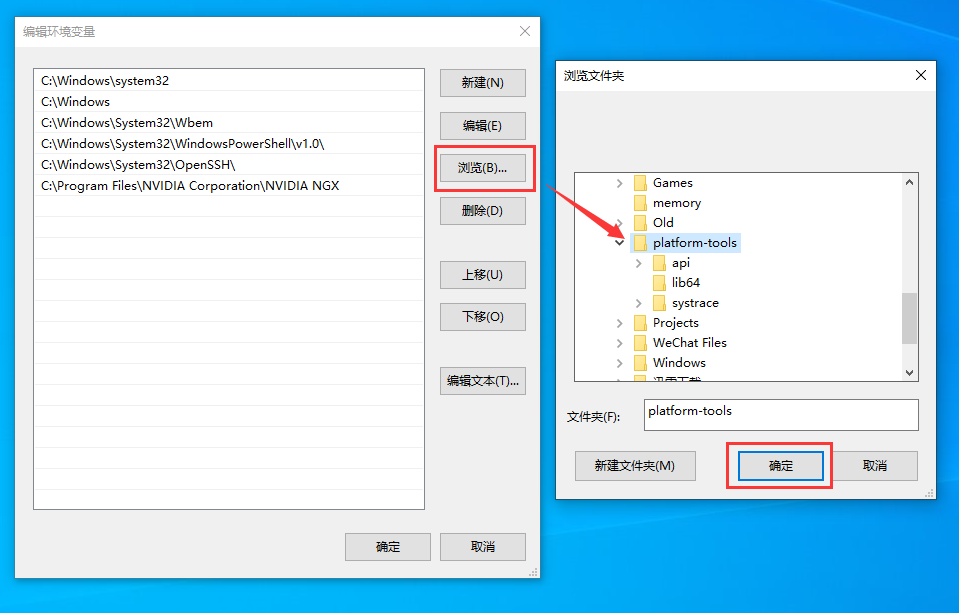 编辑环境变量
C:\Windows\system32
C:\Windows
C:\Windows\System32\Wbem
C:\Windows\System32\WindowsPowerShell\v1.0\
C:\Windows\System32\OpenSSH\
C:\Program Files\NVIDIA Corporation\NVIDIA NGX
新建(N)
编辑(E)
浏览(B)...
删除(D)
上移(U)
下移(O)
编辑文本(T)...
确定
取消
浏览文件夹
Games
memory
Old
platform-tools
api
lib64
systrace
Projects
WeChat Files
Windows
迅雷下载
文件夹(F):
platform-tools
新建文件夹(M)
确定
取消